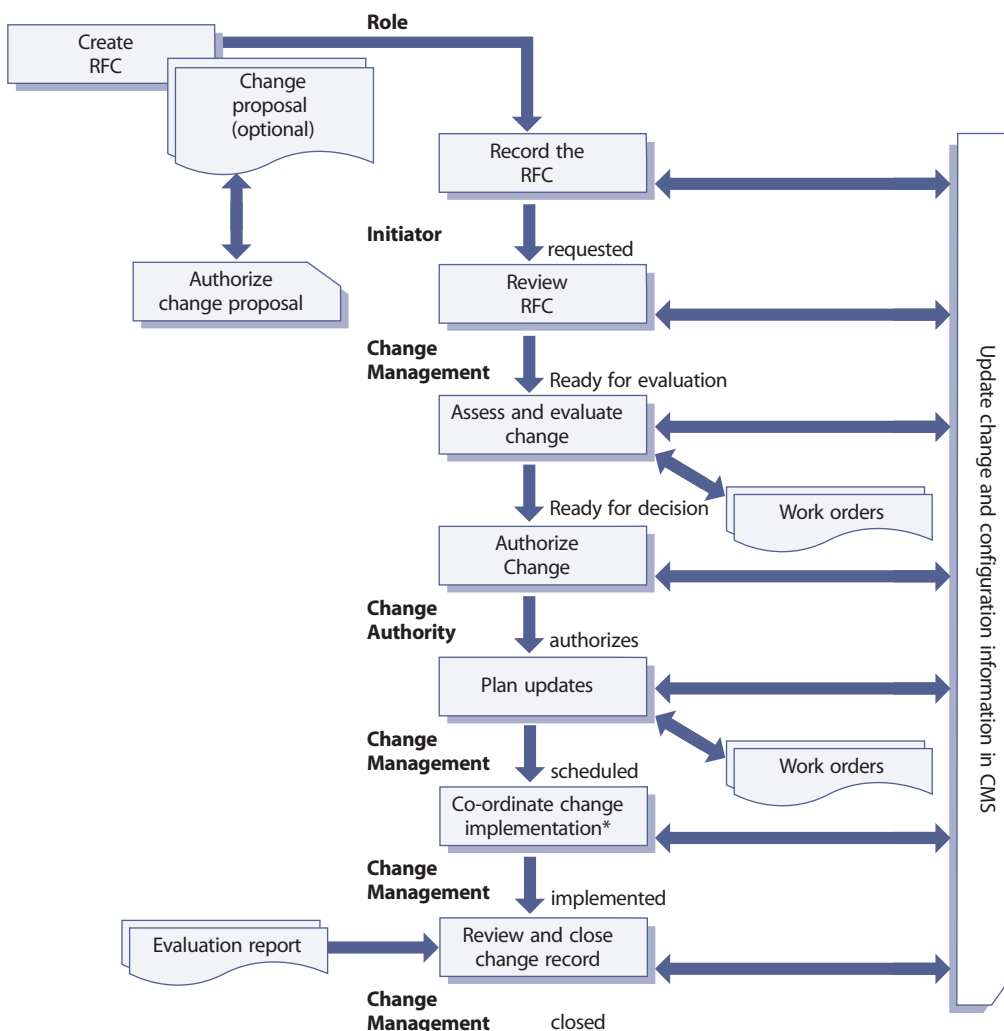 Role
Create
RFC
Change
proposal
(optional)
Record the
RFC
Initiator
requested
Authorize
change proposal
Review
RFC
Change
Management
Ready for evaluation
Assess and evaluate
change
Work orders
Ready for decision
Authorize
Change
Change
Authority
authorizes
Plan updates
Change
Management
scheduled
Work orders
Co-ordinate change
implementation*
Change
Management
implemented
Evaluation report
Review and close
change record
Change
Management
closed
Update change and configuration information in CMS